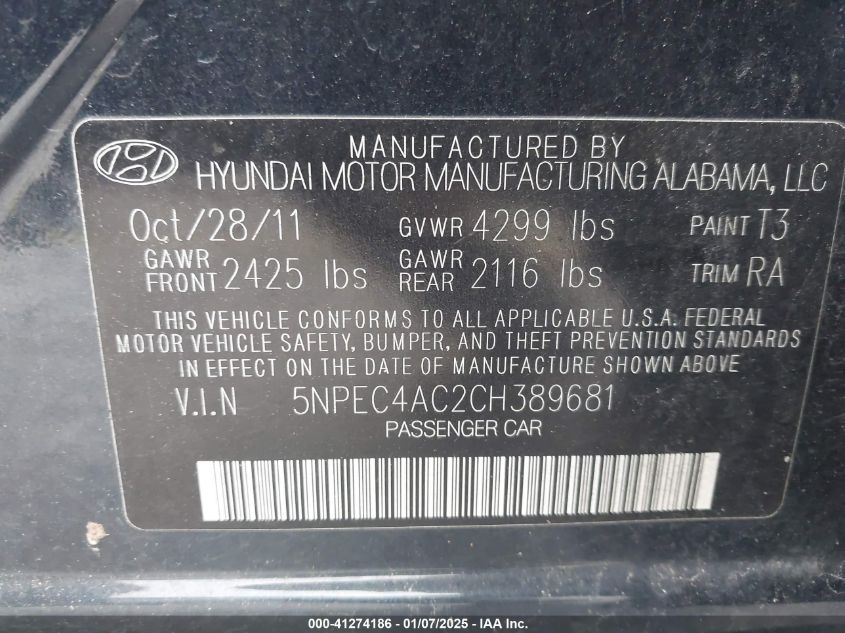 MANUFACTURED BY
HYUNDAI MOTOR MANUFACTURING ALABAMA, LLC
Oct/28/11 GVWR 4299 lbs PAINT T3
GAWR FRONT 2425 lbs GAWR REAR 2116 lbs TRIM RA
THIS VEHICLE CONFORMS TO ALL APPLICABLE U.S.A. FEDERAL
MOTOR VEHICLE SAFETY, BUMPER, AND THEFT PREVENTION STANDARDS
IN EFFECT ON THE DATE OF MANUFACTURE SHOWN ABOVE
V.I.N 5NPEC4AC2CH389681
PASSENGER CAR
000-41274186 - 01/07/2025 - IAA Inc.